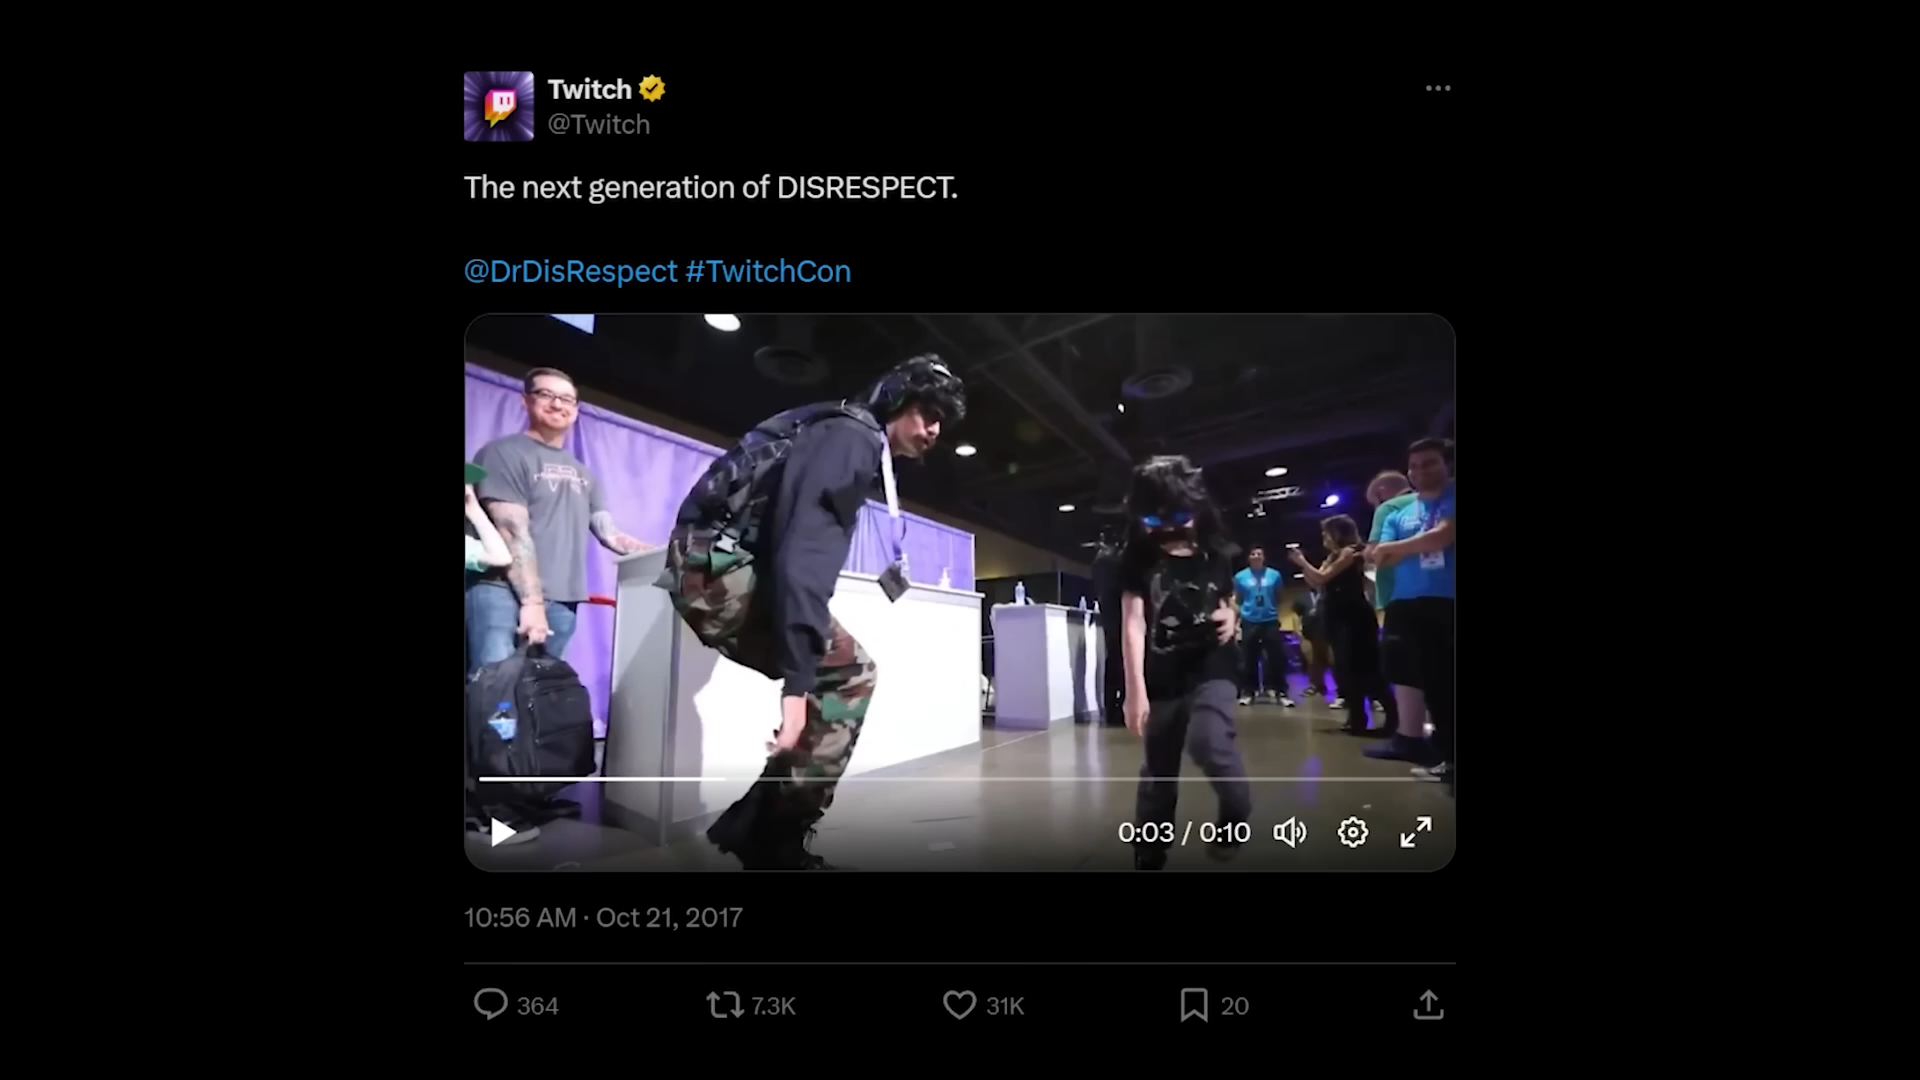 Twitch
@Twitch
The next generation of DISRESPECT.
@DrDisRespect #TwitchCon
0:03 / 0:10
10:56 AM · Oct 21, 2017
364
7.3K
31K
20